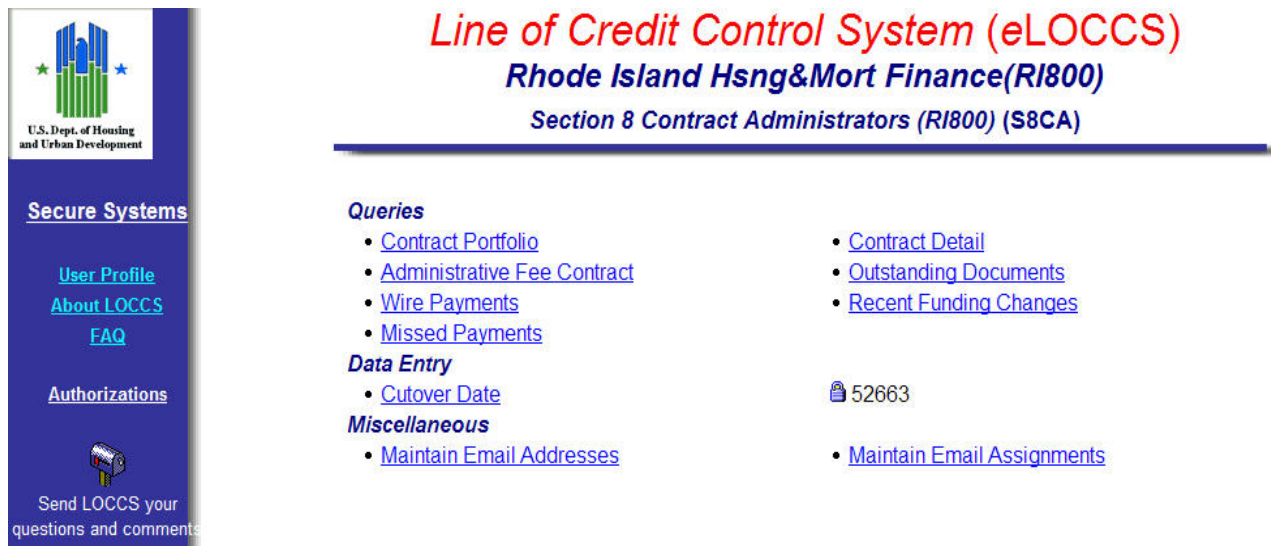 U.S. Dept. of Housing
and Urban Development
Secure Systems
User Profile
About LOCCS
FAQ
Authorizations
Send LOCCS your
questions and comments
Line of Credit Control System (eLOCCS)
Rhode Island Hsng&Mort Finance(RI800)
Section 8 Contract Administrators (RI800) (S8CA)
Queries
• Contract Portfolio
• Contract Detail
• Administrative Fee Contract
• Outstanding Documents
• Wire Payments
• Recent Funding Changes
• Missed Payments
Data Entry
• Cutover Date
52663
Miscellaneous
• Maintain Email Addresses
• Maintain Email Assignments